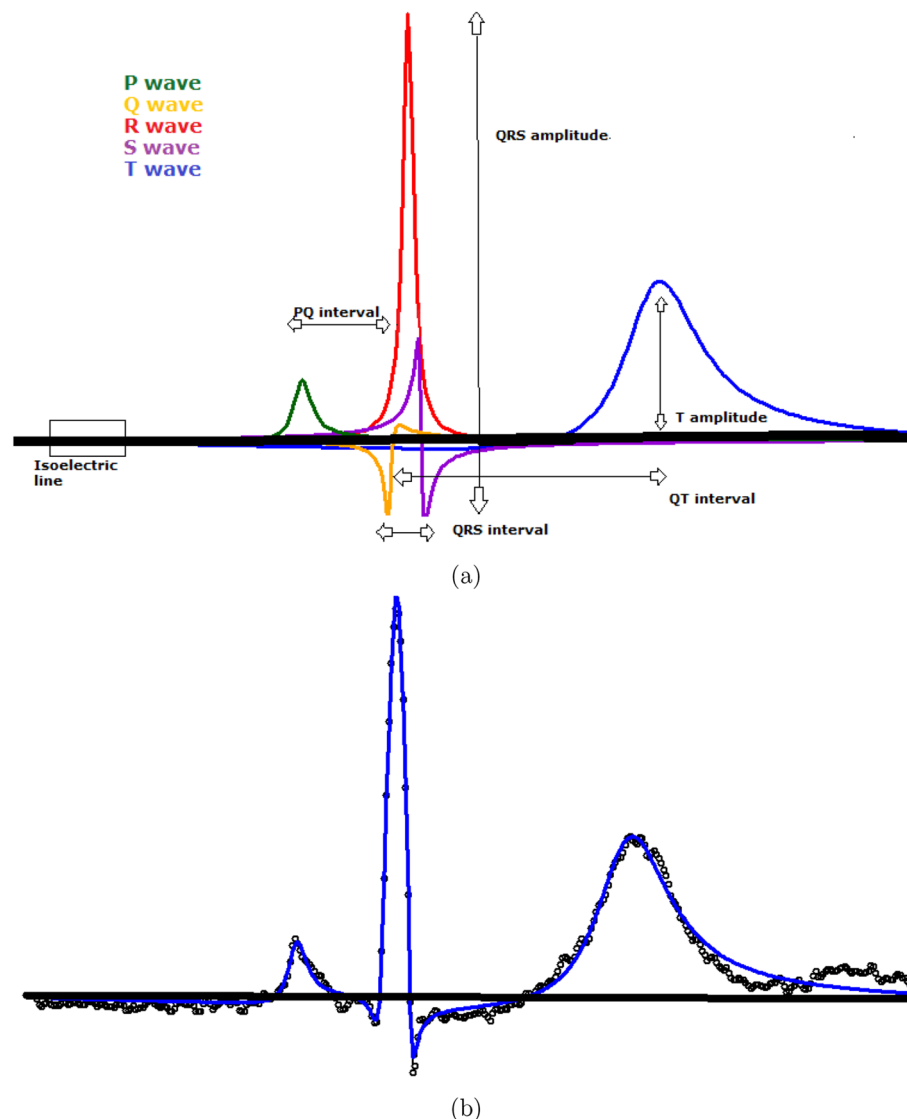 P wave
Q wave
R wave
S wave
T wave
QRS amplitude
PQ interval
T amplitude
Isoelectric
line
QT interval
QRS interval
(a)
(b)